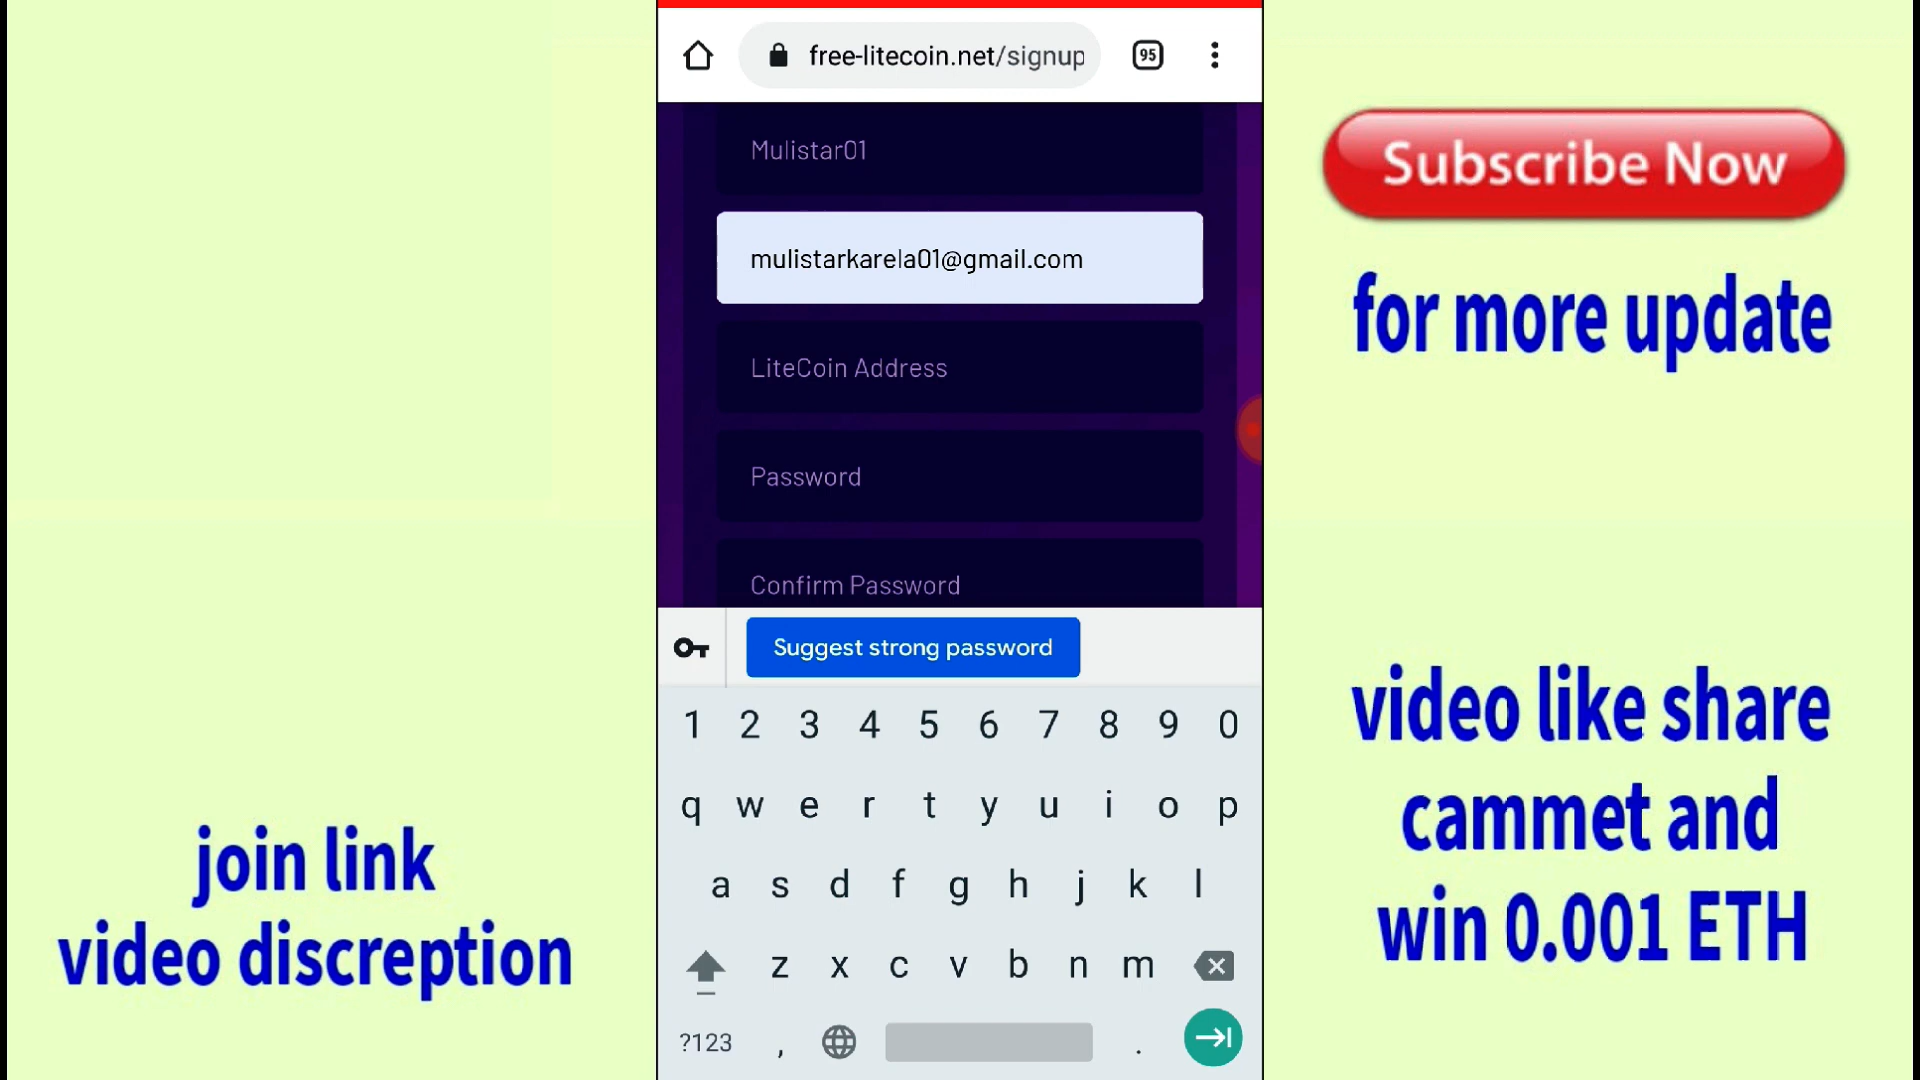 free-litecoin.net/signup
95
Mulistar01
mulistarkarela01@gmail.com
LiteCoin Address
Password
Confirm Password
Suggest strong password
1 2 3 4 5 6 7 8 9 0
q w e r t y u i o p
a s d f g h j k l
z x c v b n m
?123 , .
join link
video discreption
Subscribe Now
for more update
video like share
cammet and
win 0.001 ETH